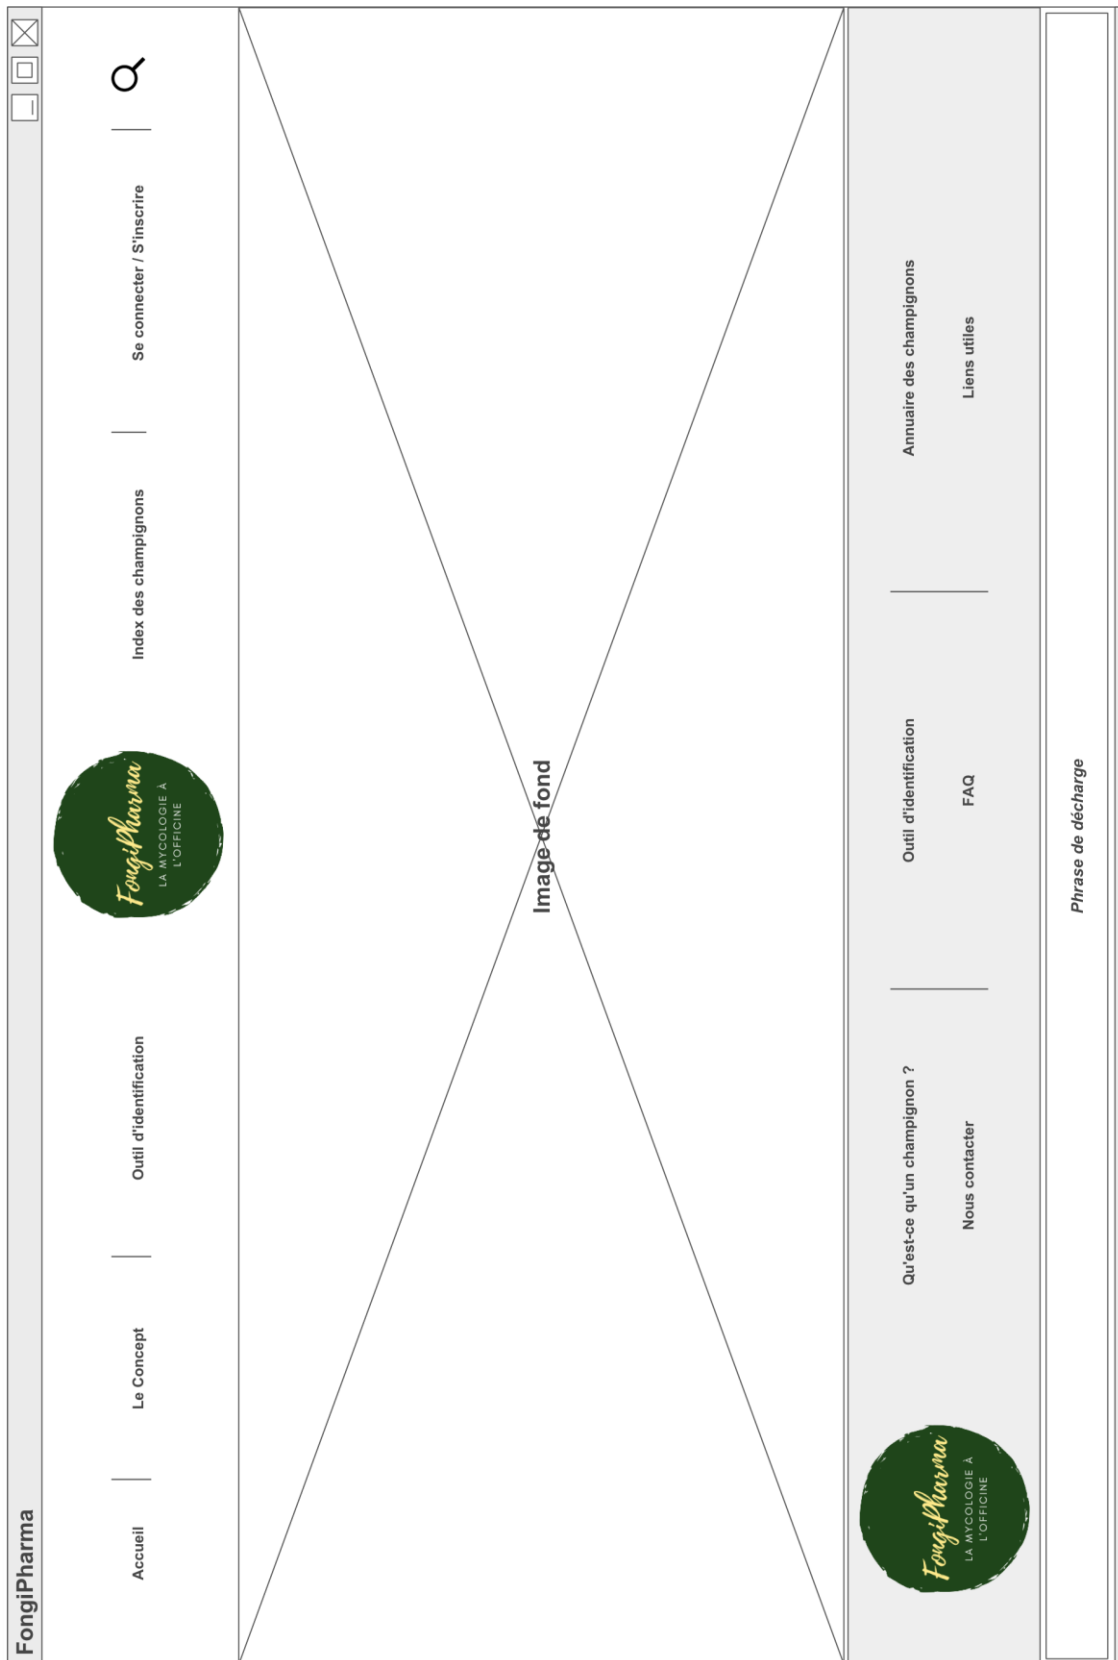 FongiPharma
Accueil
Le Concept
Outil d'identification
FongiPharma
LA MYCOLOGIE À
L'OFFICINE
Index des champignons
Se connecter / S'inscrire
Image de fond
FongiPharma
LA MYCOLOGIE À
L'OFFICINE
Qu'est-ce qu'un champignon ?
Outil d'identification
Annuaire des champignons
Nous contacter
FAQ
Liens utiles
Phrase de décharge